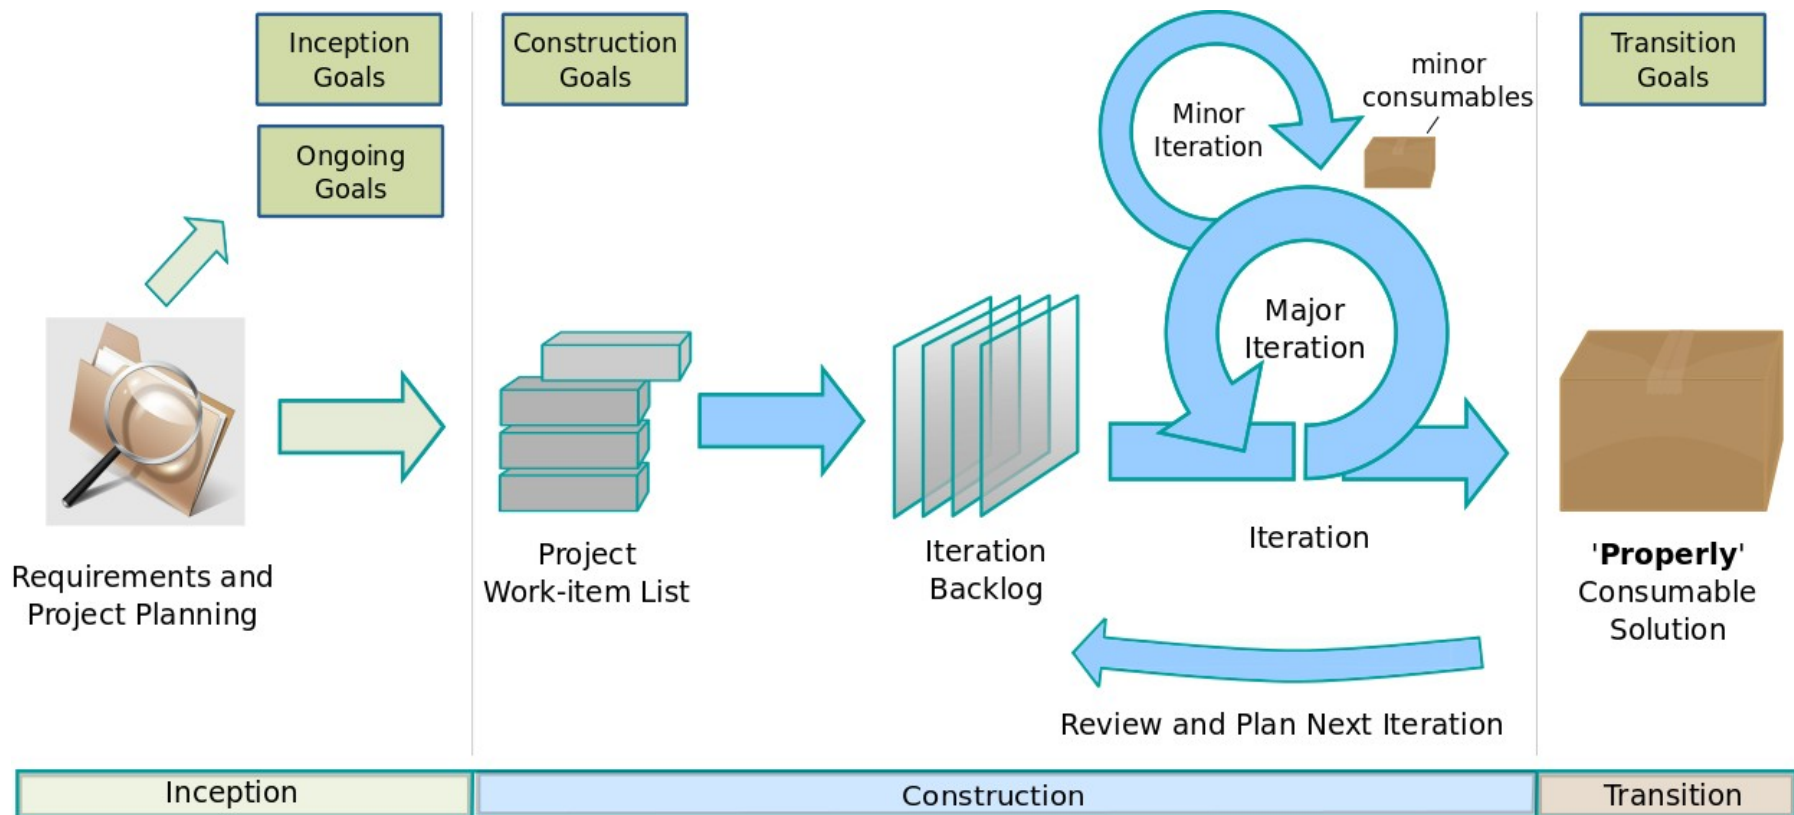 Inception
Goals
Ongoing
Goals
Construction
Goals
Minor
Iteration
minor
consumables
Transition
Goals
Major
Iteration
Requirements and
Project Planning
Project
Work-item List
Iteration
Backlog
Iteration
'Properly'
Consumable
Solution
Review and Plan Next Iteration
Inception
Construction
Transition